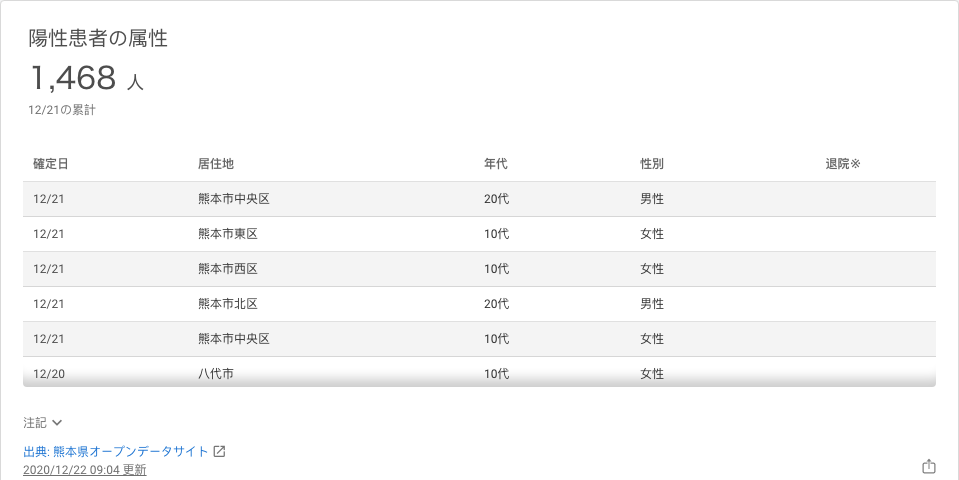 陽性患者の属性
1,468 人
12/21の累計
確定日 居住地 年代 性別 退院※
12/21 熊本市中央区 20代 男性
12/21 熊本市東区 10代 女性
12/21 熊本市西区 10代 女性
12/21 熊本市北区 20代 男性
12/21 熊本市中央区 10代 女性
12/20 八代市 10代 女性
注記
出典: 熊本県オープンデータサイト
2020/12/22 09:04 更新